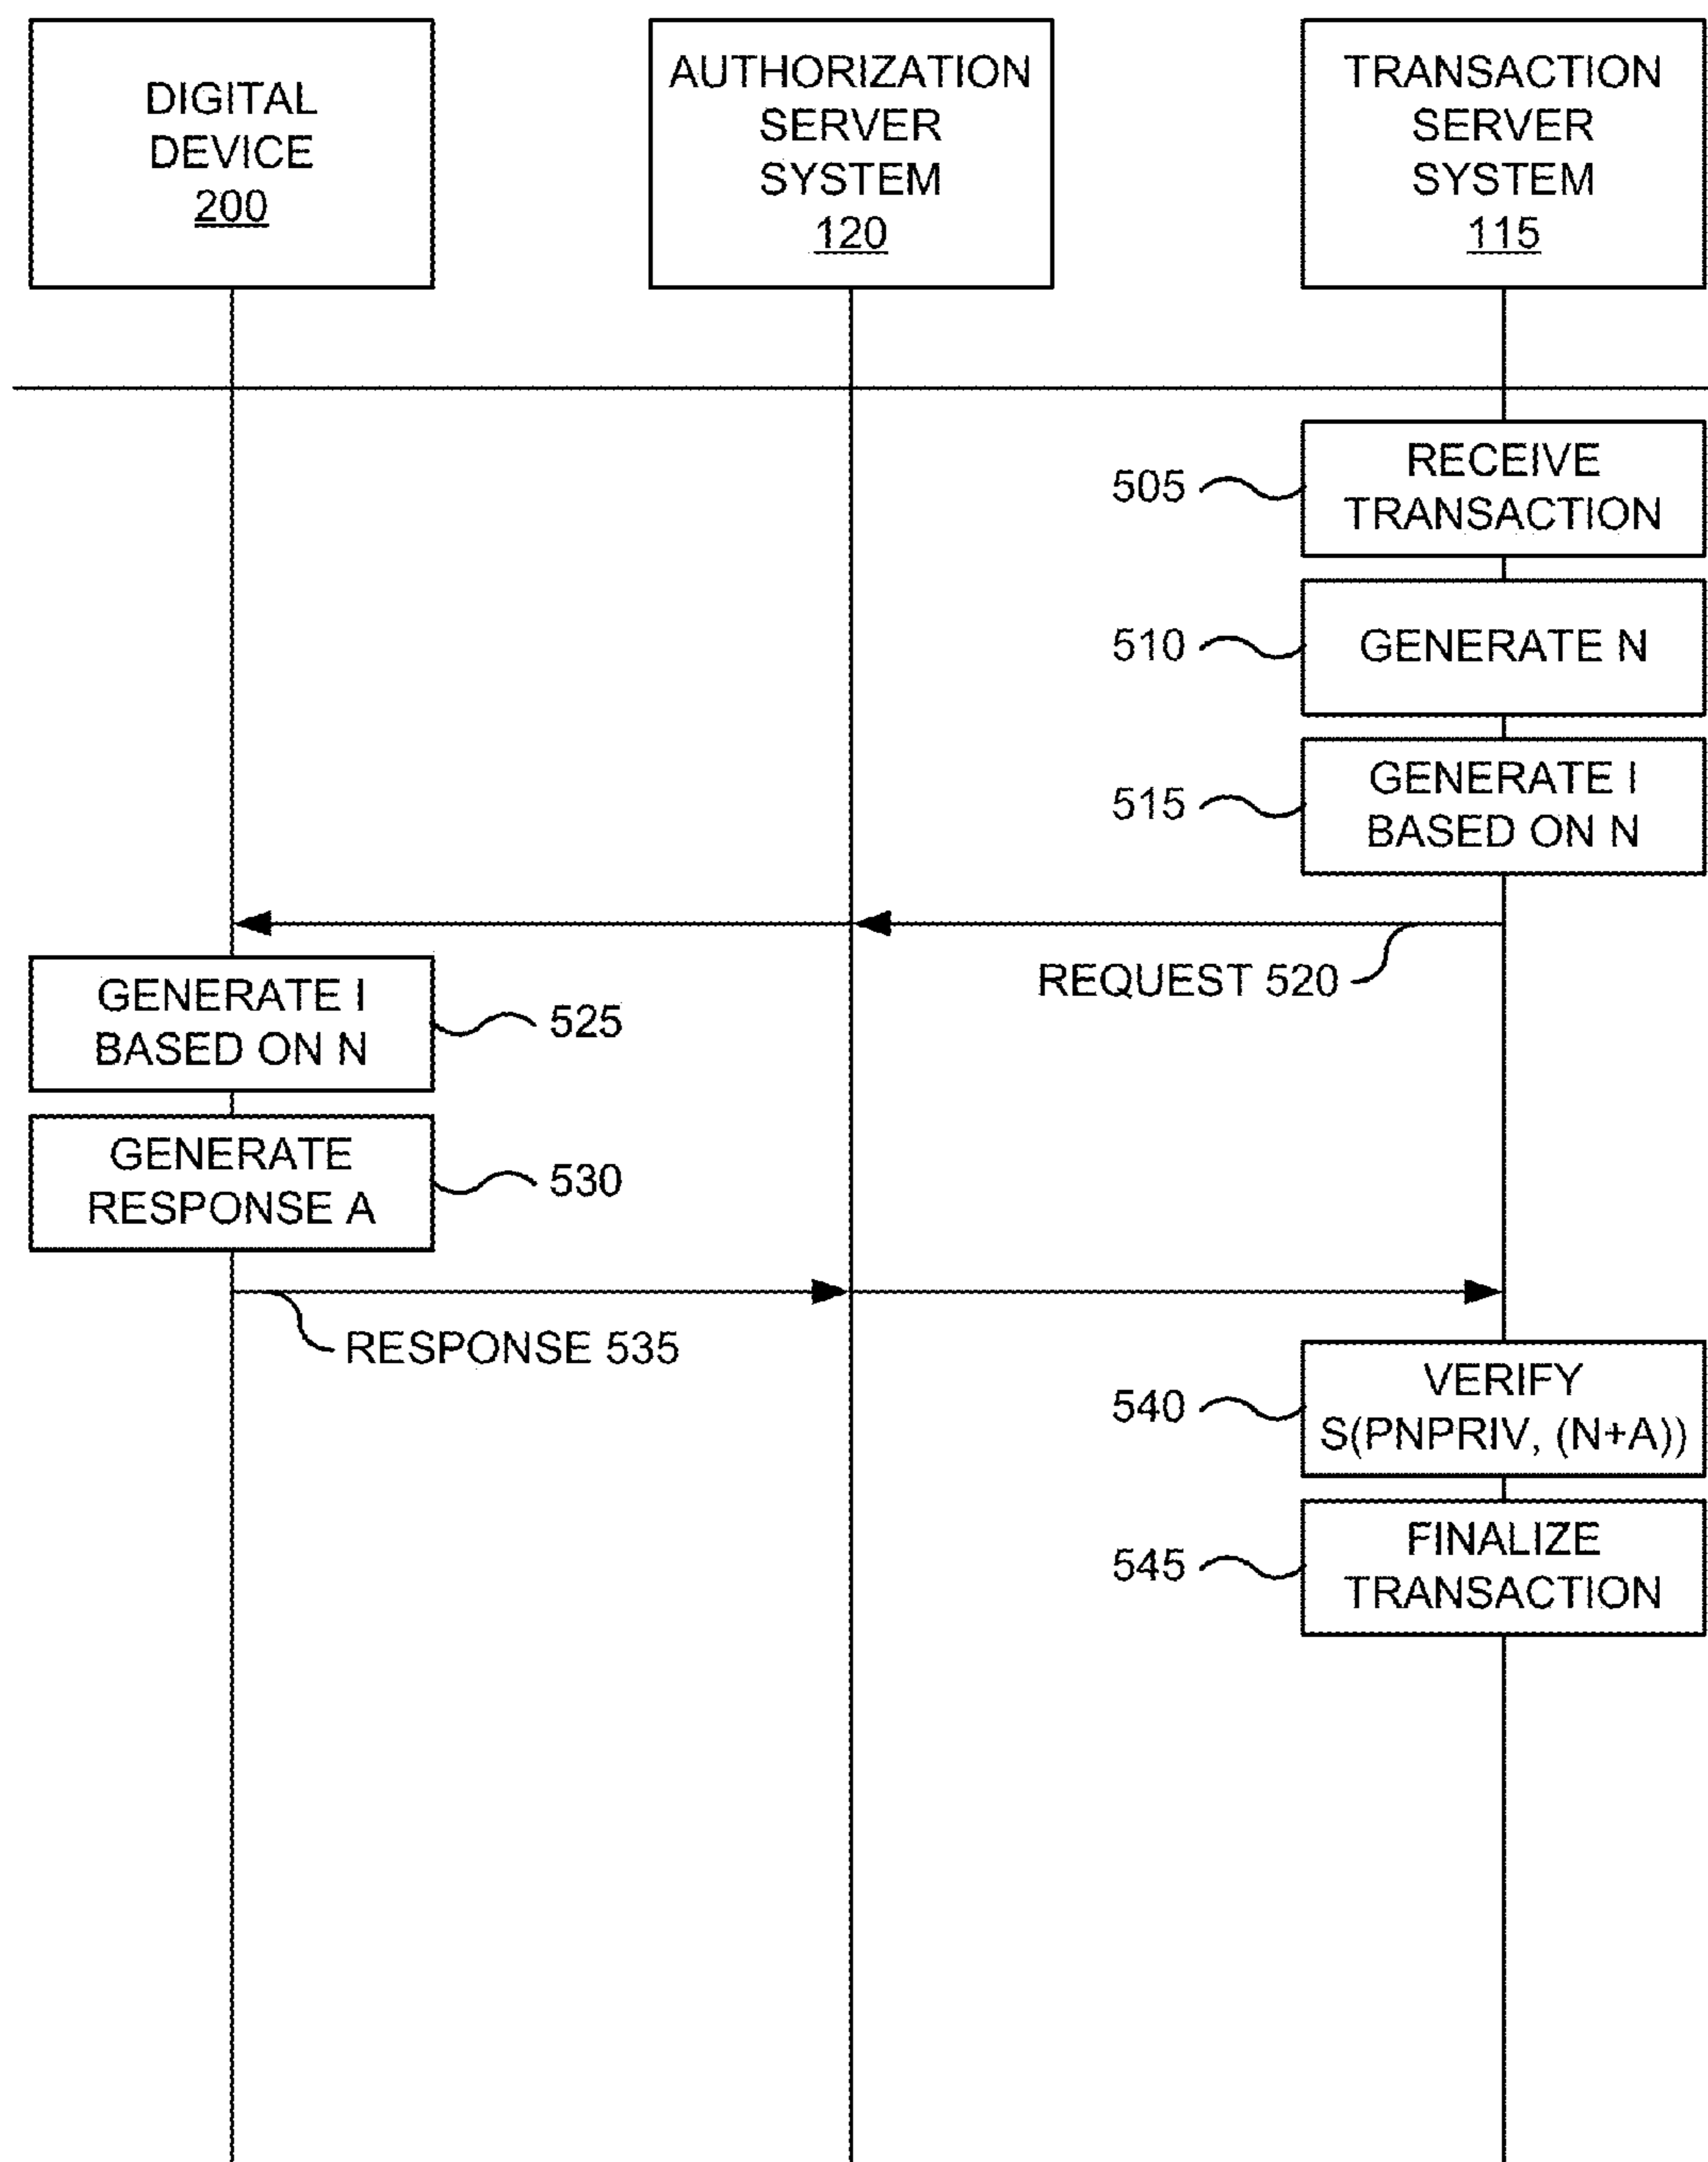 DIGITAL
DEVICE
200
AUTHORIZATION
SERVER
SYSTEM
120
TRANSACTION
SERVER
SYSTEM
115
505
RECEIVE
TRANSACTION
510
GENERATE N
515
GENERATE I
BASED ON N
REQUEST 520
GENERATE I
BASED ON N
525
GENERATE
RESPONSE A
530
RESPONSE 535
540
VERIFY
S(PNPRIV, (N+A))
545
FINALIZE
TRANSACTION